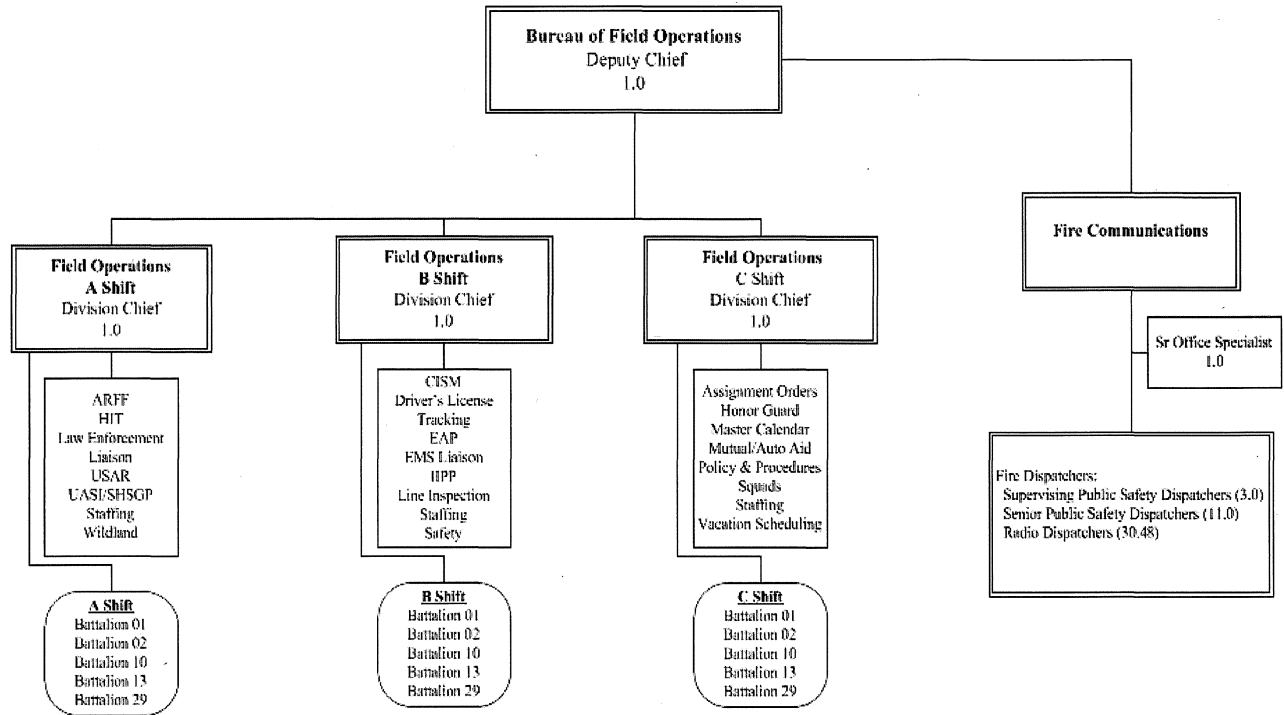 Bureau of Field Operations
Deputy Chief
1.0
Field Operations
A Shift
Division Chief
1.0
Field Operations
B Shift
Division Chief
1.0
Field Operations
C Shift
Division Chief
1.0
Fire Communications
Sr Office Specialist
1.0
ARFF
HIT
Law Enforcement
Liaison
USAR
UASI/SHSGP
Staffing
Wildland
CISM
Driver's License
Tracking
EAP
EMS Liaison
Line Inspection
Staffing
Safety
Assignment Orders
Honor Guard
Master Calendar
Mutual/Auto Aid
Policy & Procedures
Squads
Staffing
Vacation Scheduling
Fire Dispatchers:
Supervising Public Safety Dispatchers (3.0)
Senior Public Safety Dispatchers (11.0)
Radio Dispatchers (30.48)
A Shift
Battalion 01
Battalion 02
Battalion 10
Battalion 13
Battalion 29
B Shift
Battalion 01
Battalion 02
Battalion 10
Battalion 13
Battalion 29
C Shift
Battalion 01
Battalion 02
Battalion 10
Battalion 13
Battalion 29